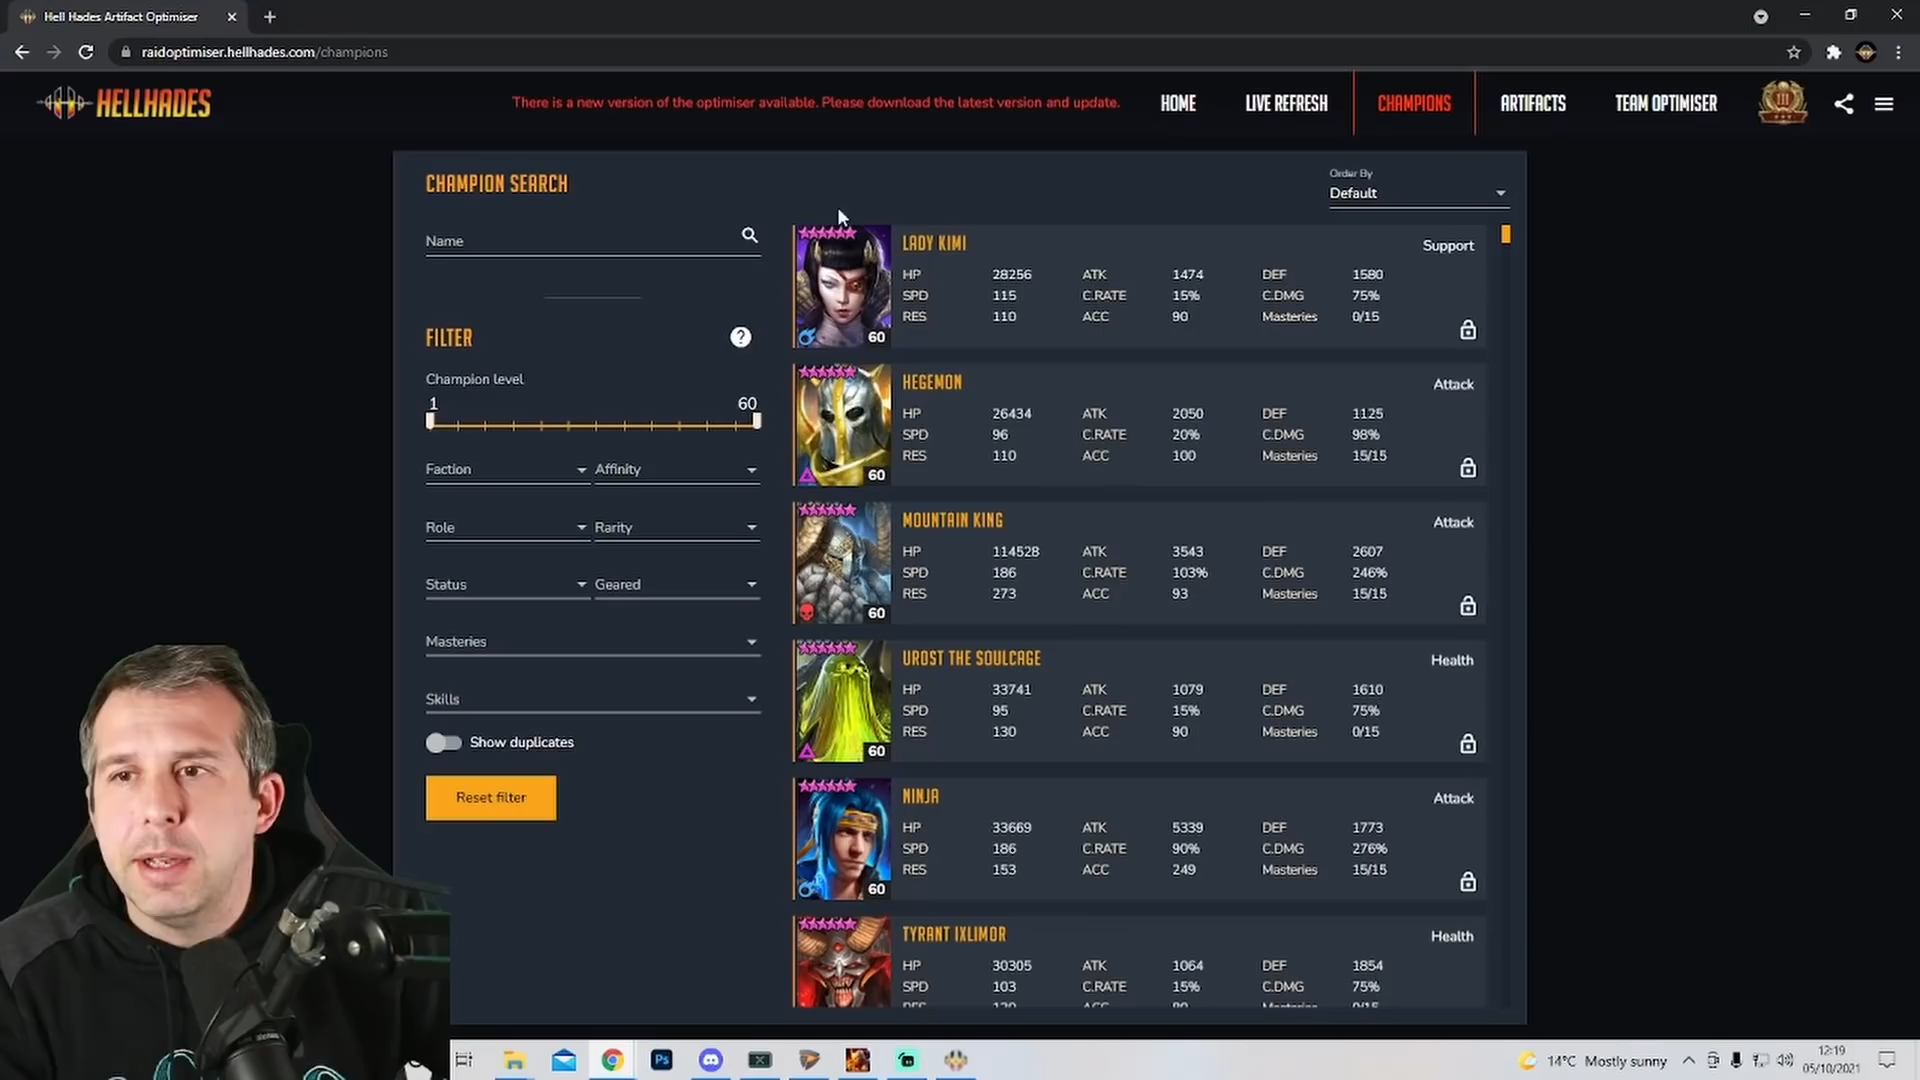 Hell Hades Artifact Optimiser
raidoptimiser.hellhades.com/champions
HELLHADES
There is a new version of the optimiser available. Please download the latest version and update.
HOME
LIVE REFRESH
CHAMPIONS
ARTIFACTS
TEAM OPTIMISER
III
CHAMPION SEARCH
Order By
Default
Name
FILTER
?
Champion level
1 60
Faction
Affinity
Role
Rarity
Status
Geared
Masteries
Skills
Show duplicates
Reset filter
LADY KIMI Support
HP 28256 ATK 1474 DEF 1580
SPD 115 C.RATE 15% C.DMG 75%
RES 110 ACC 90 Masteries 0/15
60
HEGEMON Attack
HP 26434 ATK 2050 DEF 1125
SPD 96 C.RATE 20% C.DMG 98%
RES 110 ACC 100 Masteries 15/15
60
MOUNTAIN KING Attack
HP 114528 ATK 3543 DEF 2607
SPD 186 C.RATE 103% C.DMG 246%
RES 273 ACC 93 Masteries 15/15
60
UROST THE SOULCAGE Health
HP 33741 ATK 1079 DEF 1610
SPD 95 C.RATE 15% C.DMG 75%
RES 130 ACC 90 Masteries 0/15
60
NINJA Attack
HP 33669 ATK 5339 DEF 1773
SPD 186 C.RATE 90% C.DMG 276%
RES 153 ACC 249 Masteries 15/15
60
TYRANT IXLIMOR Health
HP 30305 ATK 1064 DEF 1854
SPD 103 C.RATE 15% C.DMG 75%
Ps
14°C Mostly sunny
12:19
05/10/2021